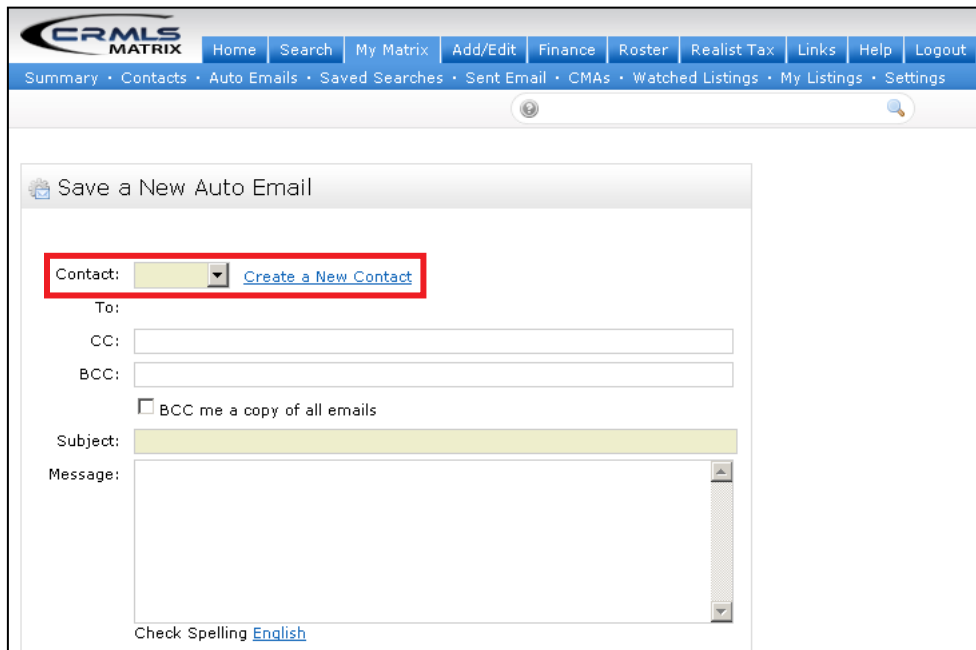 CRMLS
MATRIX
Home Search My Matrix Add/Edit Finance Roster Realist Tax Links Help Logout
Summary • Contacts • Auto Emails • Saved Searches • Sent Email • CMAs • Watched Listings • My Listings • Settings
?
Save a New Auto Email
Contact: Create a New Contact
To:
CC:
BCC:
BCC me a copy of all emails
Subject:
Message:
Check Spelling English